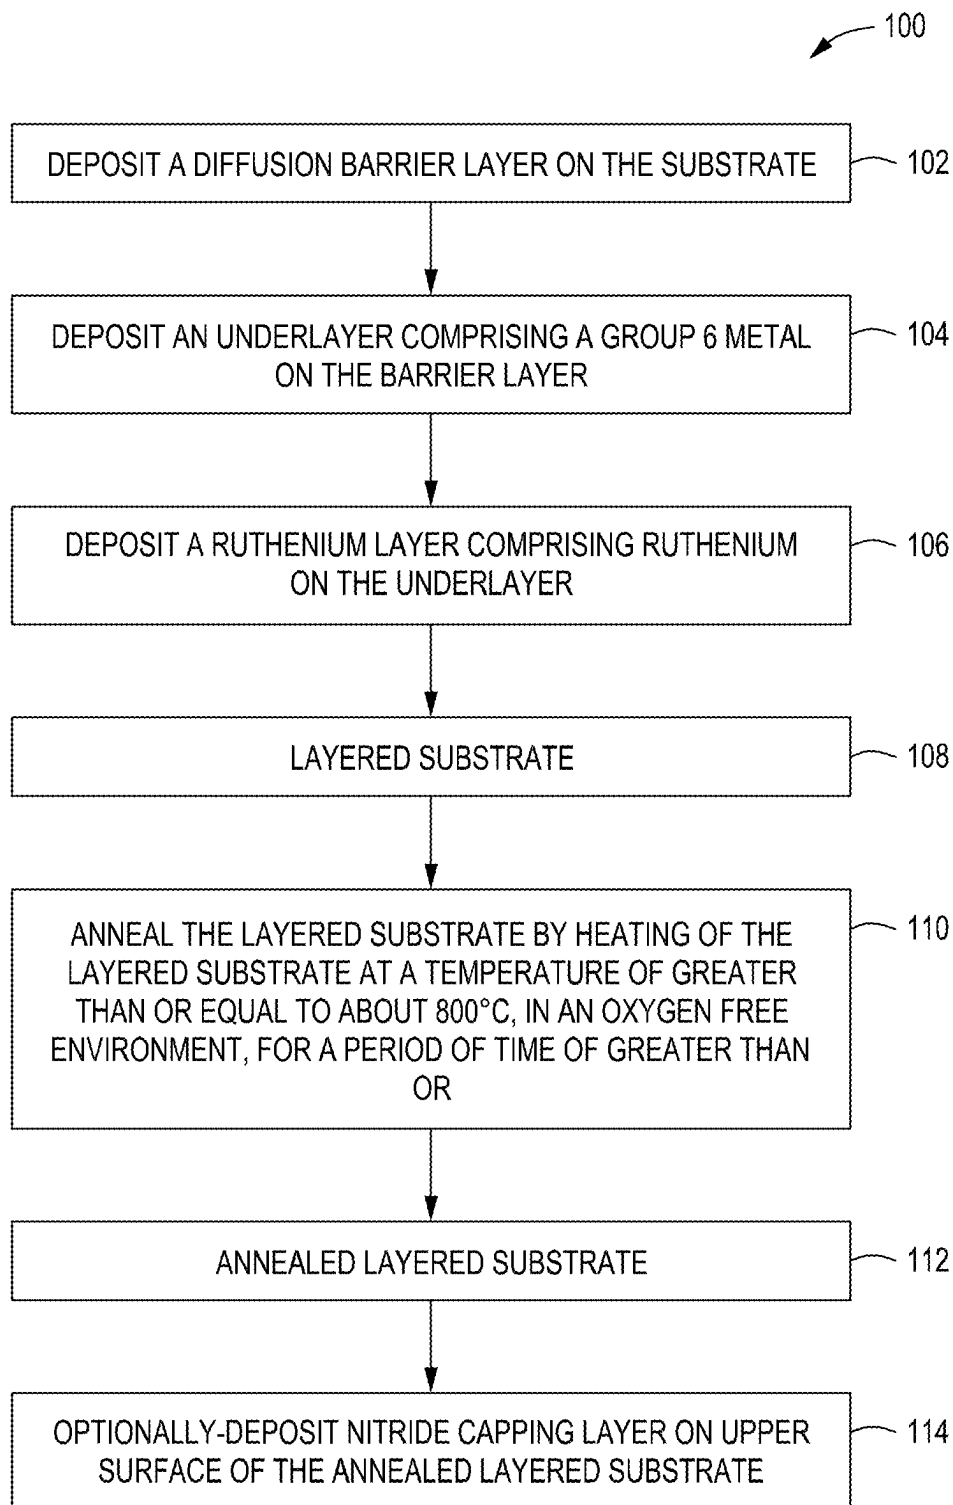 100
DEPOSIT A DIFFUSION BARRIER LAYER ON THE SUBSTRATE
102
DEPOSIT AN UNDERLAYER COMPRISING A GROUP 6 METAL
ON THE BARRIER LAYER
104
DEPOSIT A RUTHENIUM LAYER COMPRISING RUTHENIUM
ON THE UNDERLAYER
106
LAYERED SUBSTRATE
108
ANNEAL THE LAYERED SUBSTRATE BY HEATING OF THE
LAYERED SUBSTRATE AT A TEMPERATURE OF GREATER
THAN OR EQUAL TO ABOUT 800°C, IN AN OXYGEN FREE
ENVIRONMENT, FOR A PERIOD OF TIME OF GREATER THAN
OR
110
ANNEALED LAYERED SUBSTRATE
112
OPTIONALLY-DEPOSIT NITRIDE CAPPING LAYER ON UPPER
SURFACE OF THE ANNEALED LAYERED SUBSTRATE
114